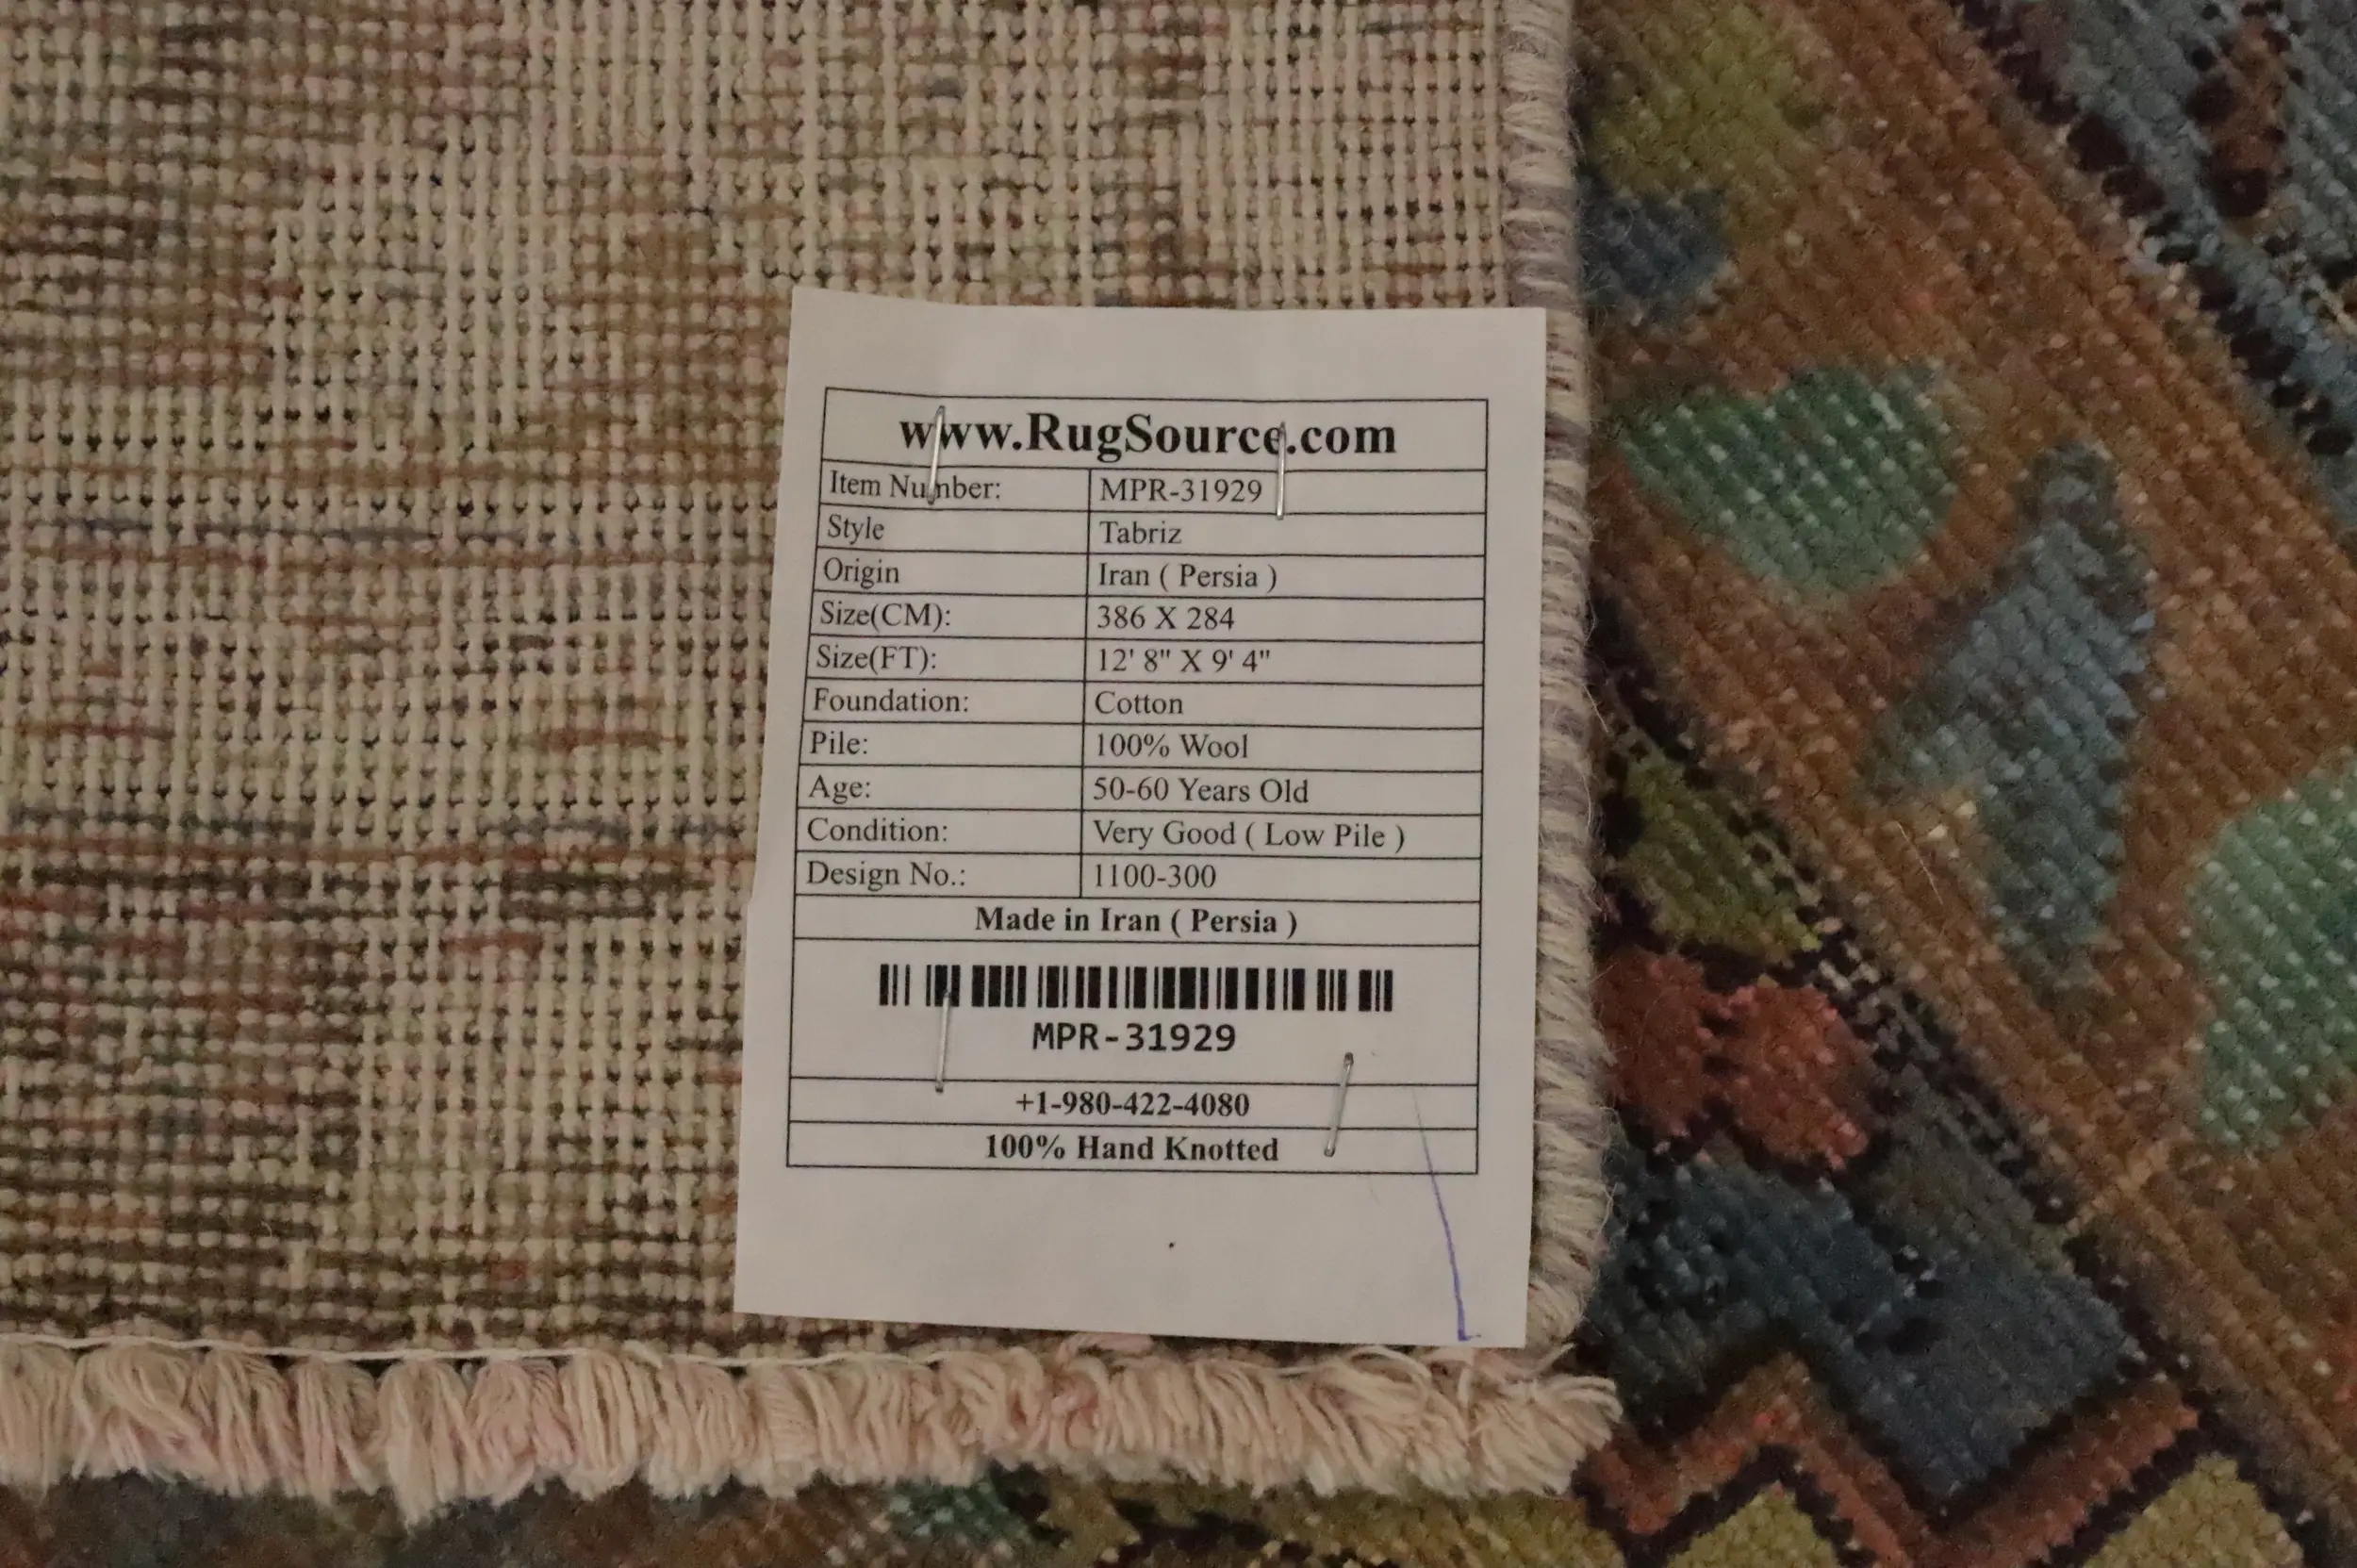 www.RugSource.com
Item Number: MPR-31929
Style Tabriz
Origin Iran ( Persia )
Size(CM): 386 X 284
Size(FT): 12' 8" X 9' 4"
Foundation: Cotton
Pile: 100% Wool
Age: 50-60 Years Old
Condition: Very Good ( Low Pile )
Design No.: 1100-300
Made in Iran ( Persia )
MPR-31929
+1-980-422-4080
100% Hand Knotted